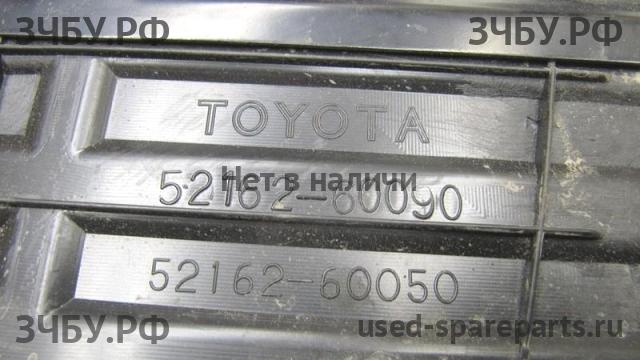 ЗЧБУ.РФ ЗЧБУ.РФ
TOYOTA
Нет в наличи
52162-60090
52162-60050
ЗЧБУ.РФ used-spareparts.ru